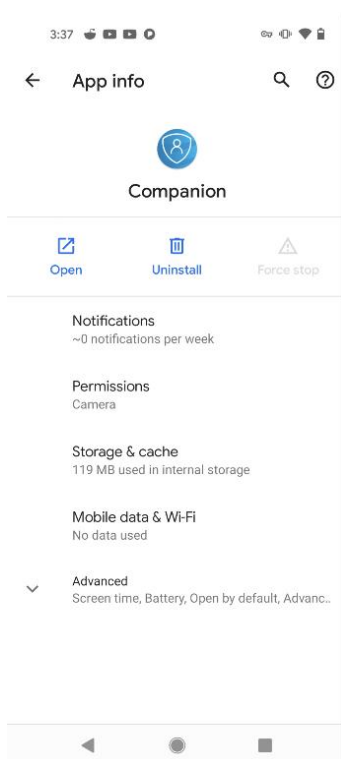 3:37
App info
Companion
Open Uninstall Force stop
Notifications
~0 notifications per week
Permissions
Camera
Storage & cache
119 MB used in internal storage
Mobile data & Wi-Fi
No data used
Advanced
Screen time, Battery, Open by default, Advanc..